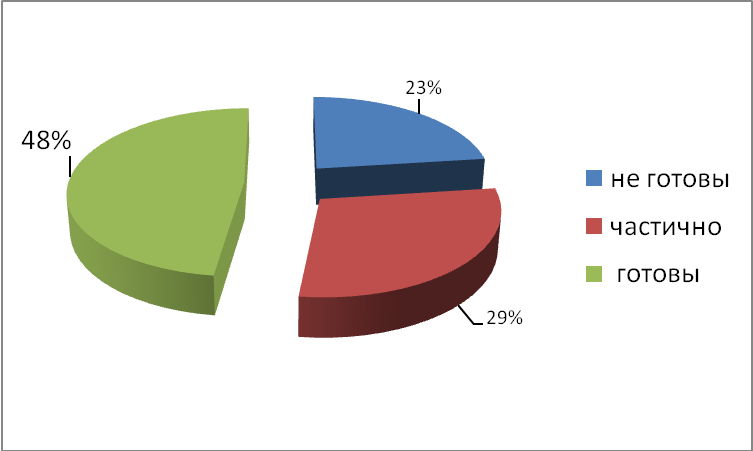 23%
48%
не готовы
частично
готовы
29%